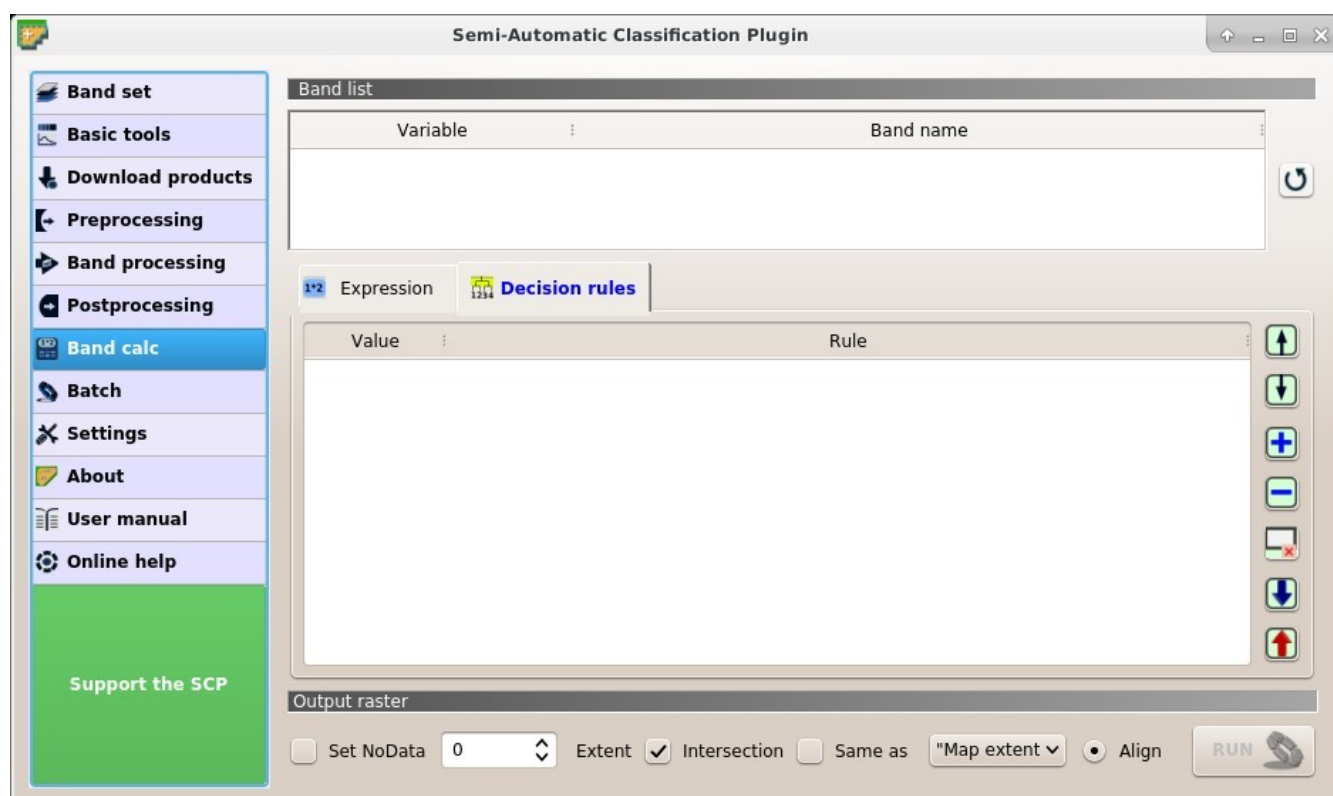 Semi-Automatic Classification Plugin
Band set
Basic tools
Download products
Preprocessing
Band processing
Postprocessing
Band calc
Batch
Settings
About
User manual
Online help
Support the SCP
Band list
Variable Band name
1*2 Expression 1234 Decision rules
Value Rule
Output raster
Set NoData 0 Extent Intersection Same as "Map extent Align RUN